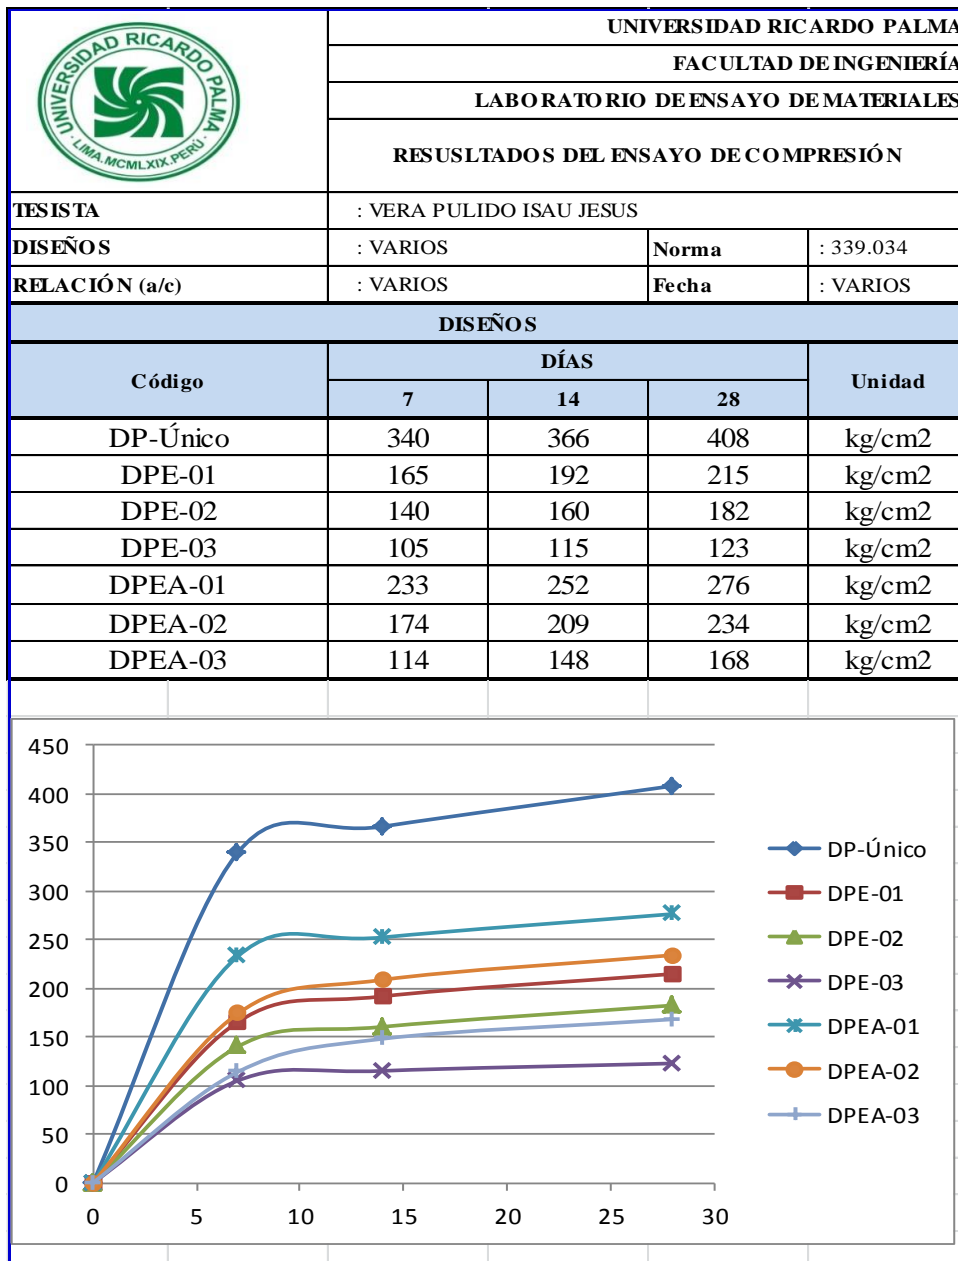 UNIVERSIDAD RICARDO PALMA
LIMA.MCMLXIX.PERÚ
UNIVERSIDAD RICARDO PALMA
FACULTAD DE INGENIERÍA
LABORATORIO DE ENSAYO DE MATERIALES
RESUSLTADOS DEL ENSAYO DE COMPRESIÓN
TESISTA : VERA PULIDO ISAU JESUS
DISEÑOS : VARIOS Norma : 339.034
RELACIÓN (a/c) : VARIOS Fecha : VARIOS
DISEÑOS
Código DÍAS Unidad
7 14 28
DP-Único 340 366 408 kg/cm2
DPE-01 165 192 215 kg/cm2
DPE-02 140 160 182 kg/cm2
DPE-03 105 115 123 kg/cm2
DPEA-01 233 252 276 kg/cm2
DPEA-02 174 209 234 kg/cm2
DPEA-03 114 148 168 kg/cm2
450
400
350
300
250
200
150
100
50
0
0 5 10 15 20 25 30
DP-Único
DPE-01
DPE-02
DPE-03
DPEA-01
DPEA-02
DPEA-03